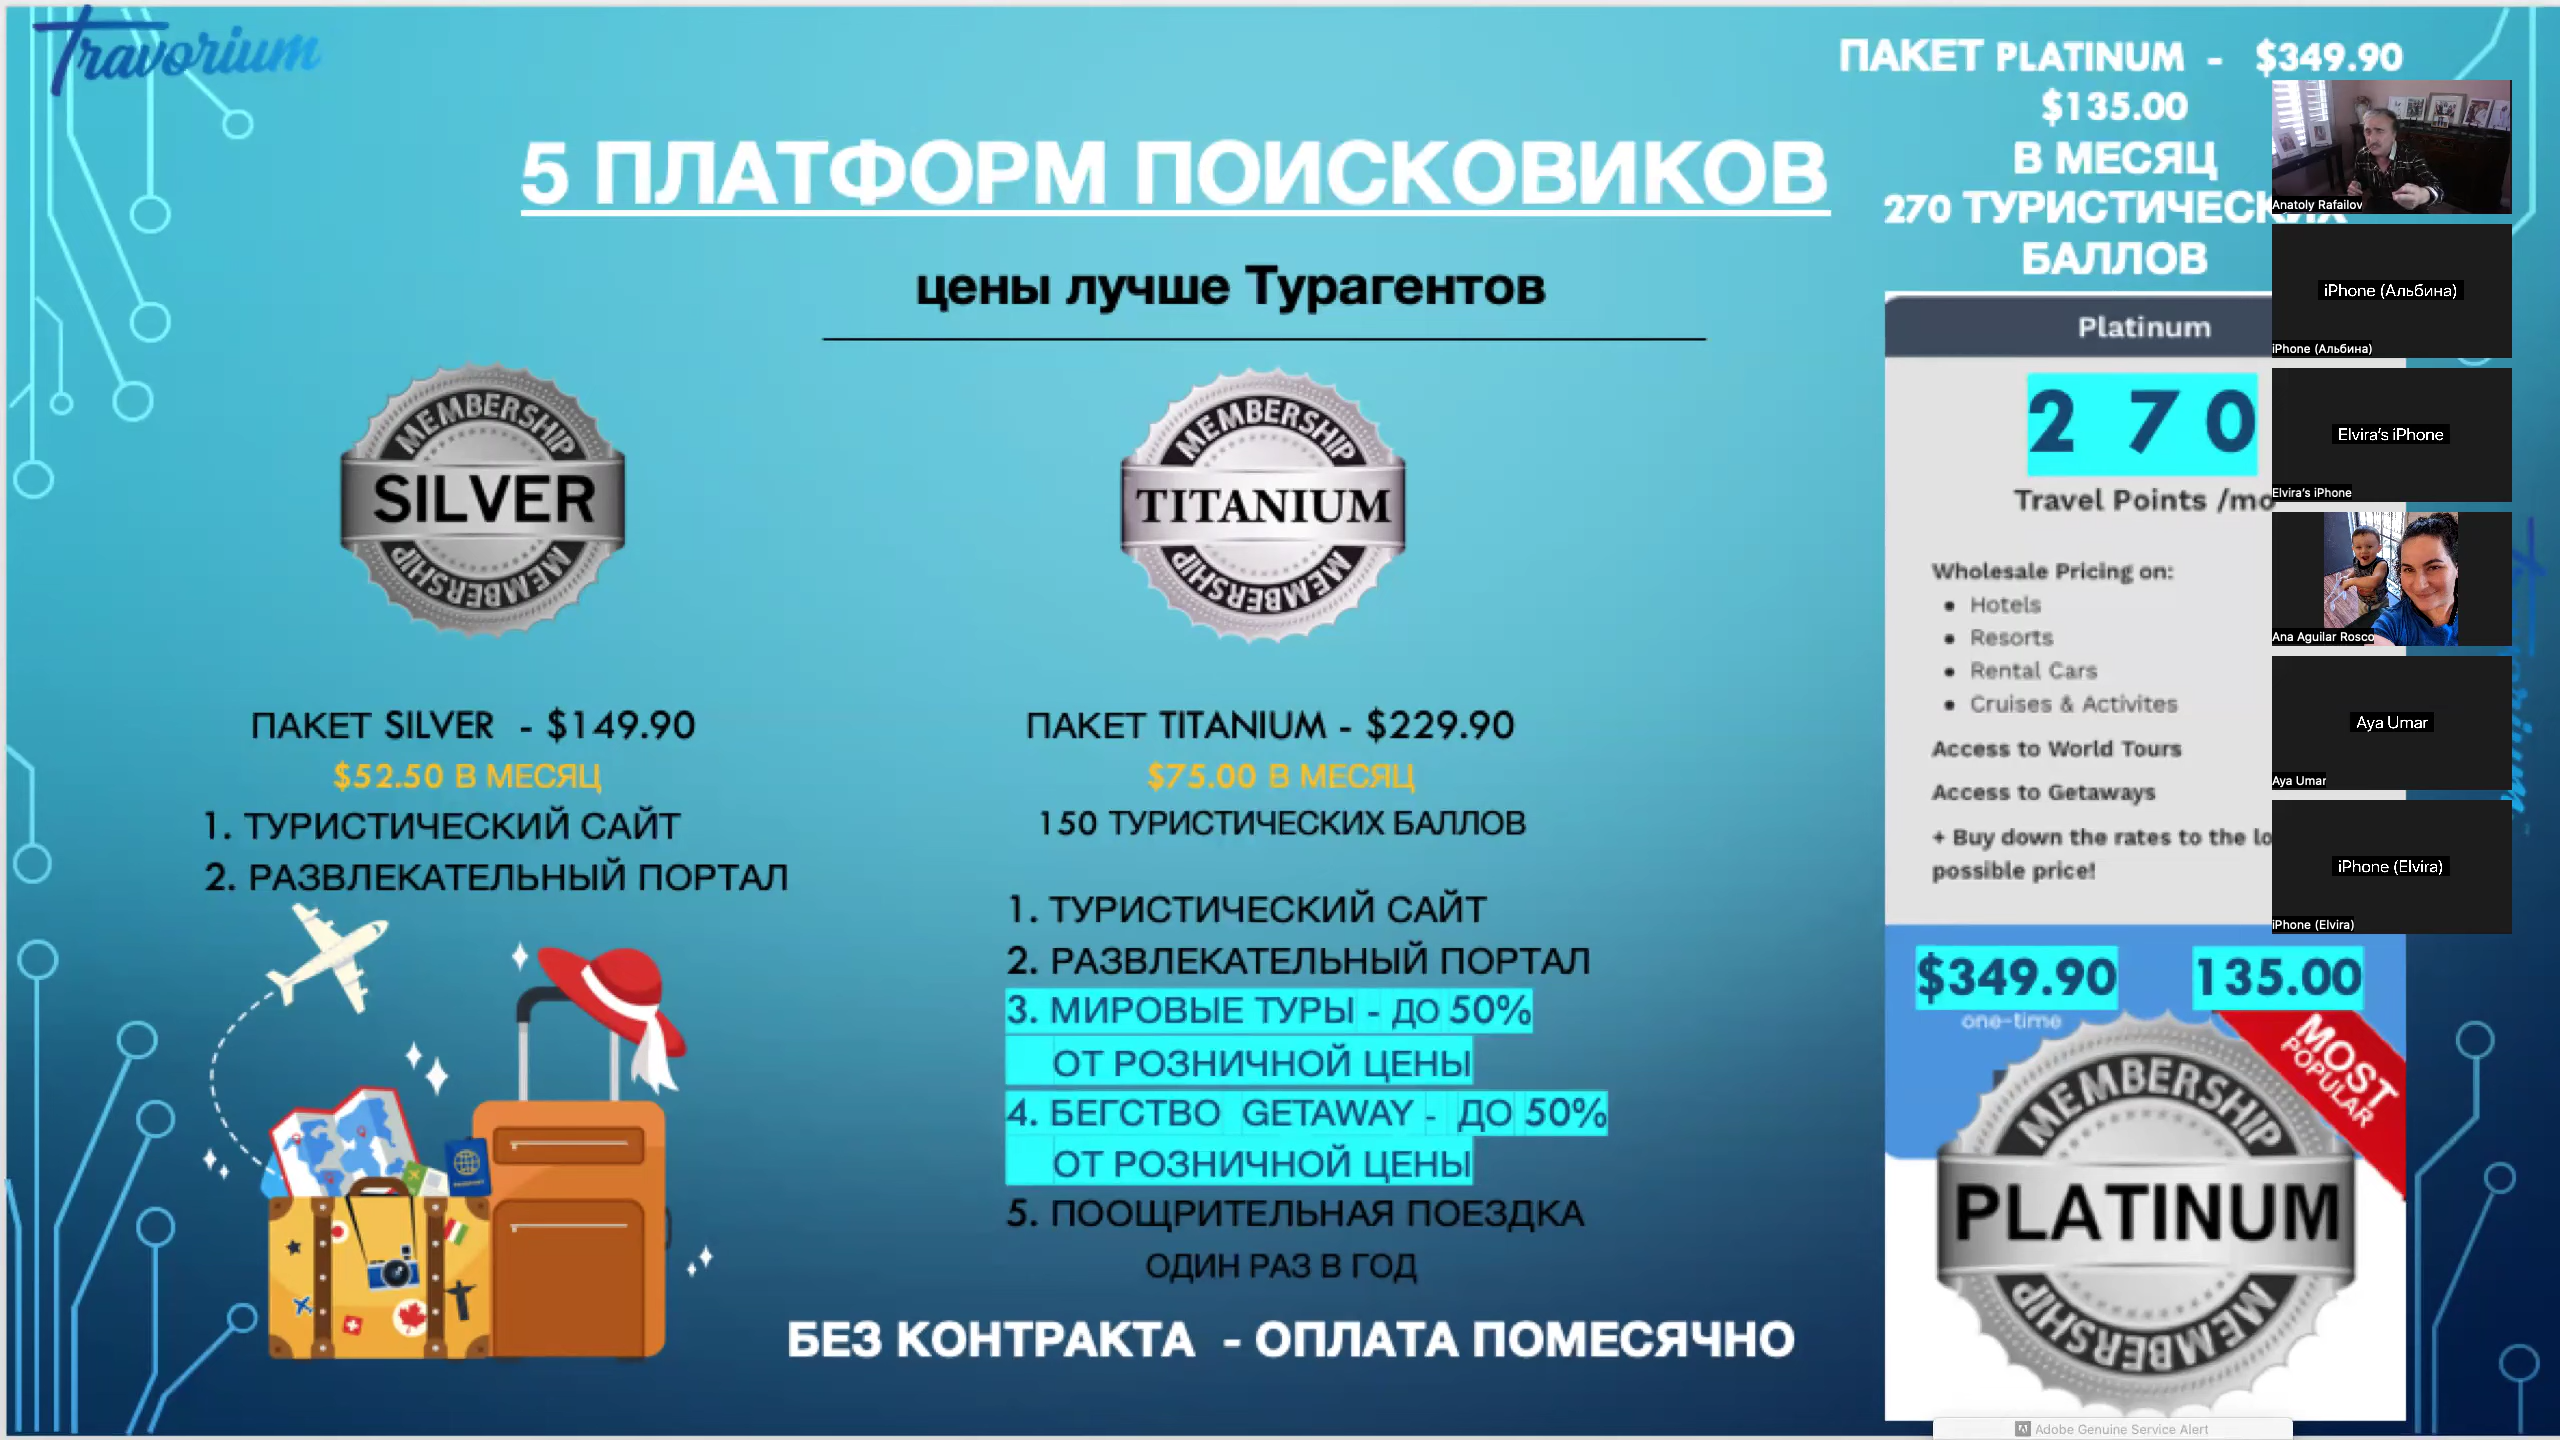 Travorium
5 ПЛАТФОРМ ПОИСКОВИКОВ
цены лучше Турагентов
MEMBERSHIP
SILVER
MEMBERSHIP
ПАКЕТ SILVER - $149.90
$52.50 В МЕСЯЦ
1. ТУРИСТИЧЕСКИЙ САЙТ
2. РАЗВЛЕКАТЕЛЬНЫЙ ПОРТАЛ
MEMBERSHIP
TITANIUM
MEMBERSHIP
ПАКЕТ TITANIUM - $229.90
$75.00 В МЕСЯЦ
150 ТУРИСТИЧЕСКИХ БАЛЛОВ
1. ТУРИСТИЧЕСКИЙ САЙТ
2. РАЗВЛЕКАТЕЛЬНЫЙ ПОРТАЛ
3. МИРОВЫЕ ТУРЫ - ДО 50%
ОТ РОЗНИЧНОЙ ЦЕНЫ
4. БЕГСТВО GETAWAY - ДО 50%
ОТ РОЗНИЧНОЙ ЦЕНЫ
5. ПООЩРИТЕЛЬНАЯ ПОЕЗДКА
ОДИН РАЗ В ГОД
БЕЗ КОНТРАКТА - ОПЛАТА ПОМЕСЯЧНО
ПАКЕТ PLATINUM - $349.90
$135.00
В МЕСЯЦ
270 ТУРИСТИЧЕСКИХ
БАЛЛОВ
Platinum
2 7 0
Travel Points /mo
Wholesale Pricing on:
• Hotels
• Resorts
• Rental Cars
• Cruises & Activites
Access to World Tours
Access to Getaways
+ Buy down the rates to the lo
possible price!
$349.90 135.00
one-time
MOST
POPULAR
MEMBERSHIP
PLATINUM
MEMBERSHIP
Anatoly Rafailov
iPhone (Альбина)
iPhone (Альбина)
Elvira's iPhone
Elvira's iPhone
Ana Aguilar Rosco
Aya Umar
Aya Umar
iPhone (Elvira)
iPhone (Elvira)
Adobe Genuine Service Alert